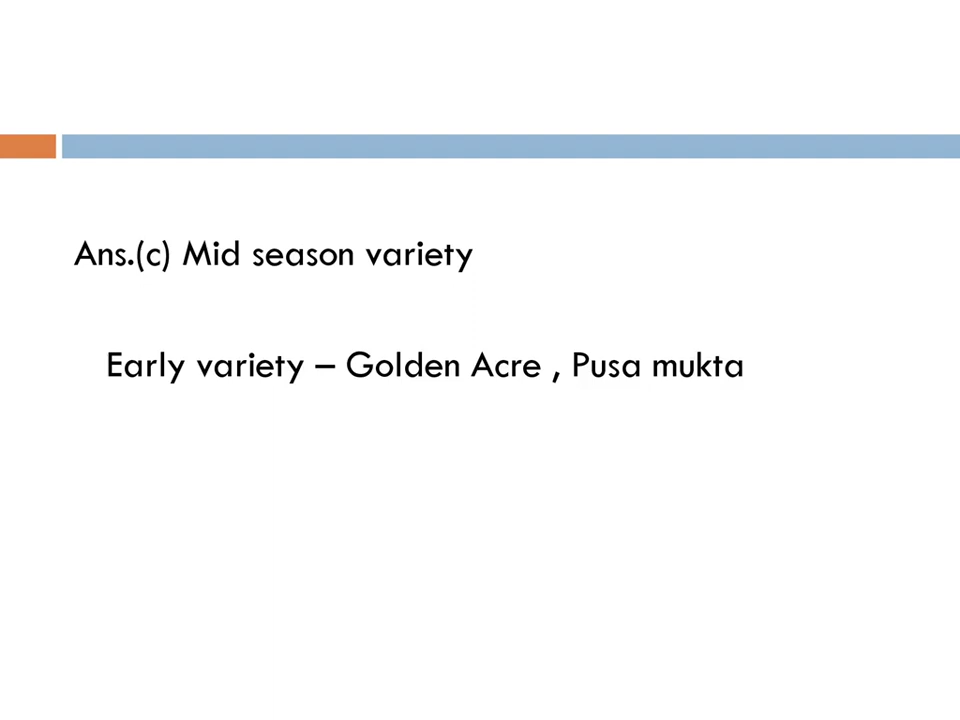 Ans.(c) Mid season variety
Early variety – Golden Acre , Pusa mukta